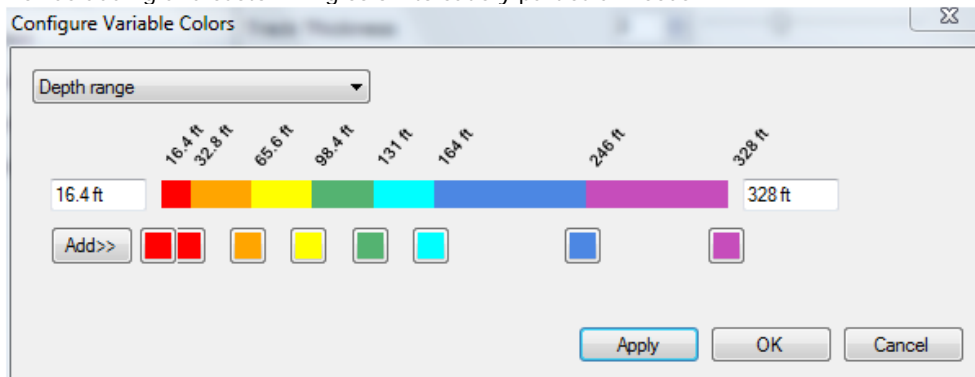 Configure Variable Colors
Depth range
16.4 ft 32.8 ft 65.6 ft 98.4 ft 131 ft 164 ft 246 ft 328 ft
16.4 ft 328 ft
Add>>
Apply OK Cancel